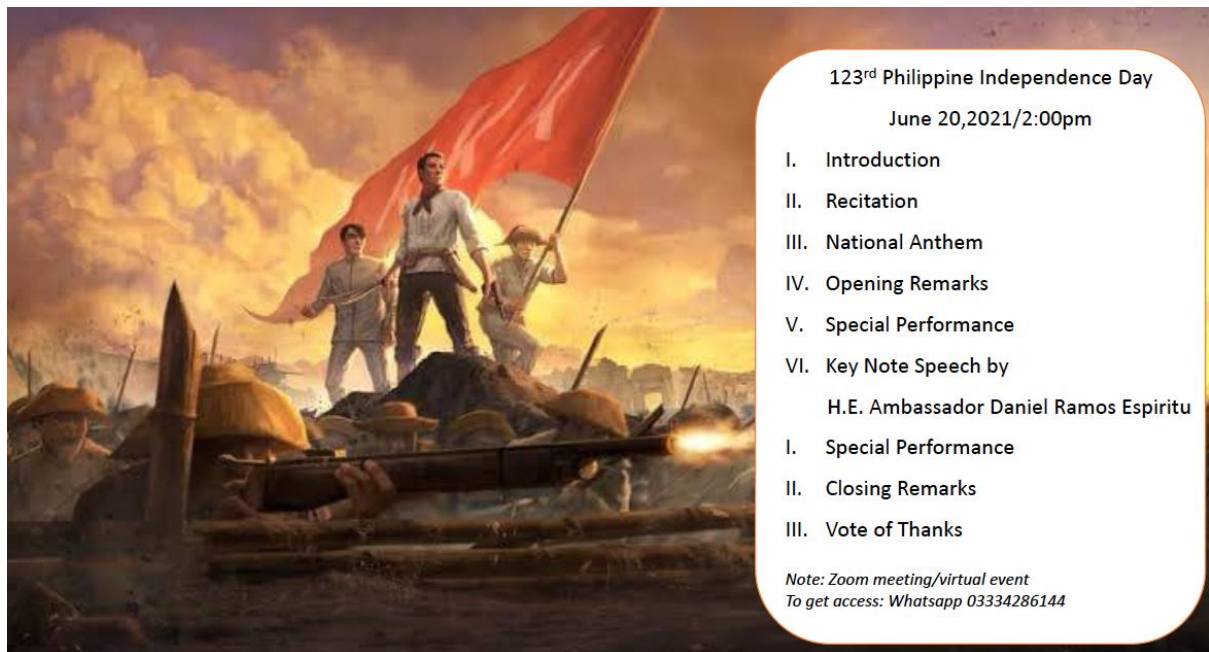 123rd Philippine Independence Day
June 20,2021/2:00pm
I. Introduction
II. Recitation
III. National Anthem
IV. Opening Remarks
V. Special Performance
VI. Key Note Speech by
H.E. Ambassador Daniel Ramos Espiritu
I. Special Performance
II. Closing Remarks
III. Vote of Thanks
Note: Zoom meeting/virtual event
To get access: Whatsapp 03334286144